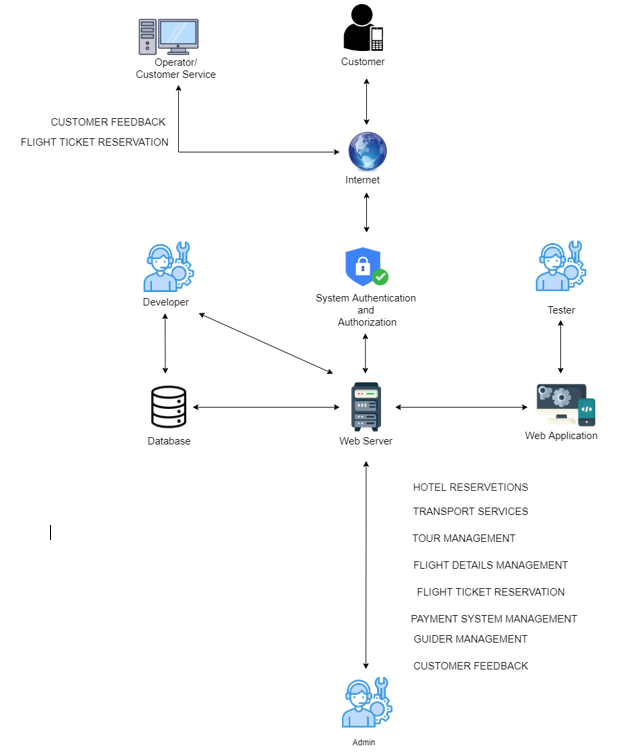 Operator/
Customer Service
Customer
CUSTOMER FEEDBACK
FLIGHT TICKET RESERVATION
Internet
Developer
System Authentication
and
Authorization
Tester
Database
Web Server
Web Application
HOTEL RESERVETIONS
TRANSPORT SERVICES
TOUR MANAGEMENT
FLIGHT DETAILS MANAGEMENT
FLIGHT TICKET RESERVATION
PAYMENT SYSTEM MANAGEMENT
GUIDER MANAGEMENT
CUSTOMER FEEDBACK
Admin